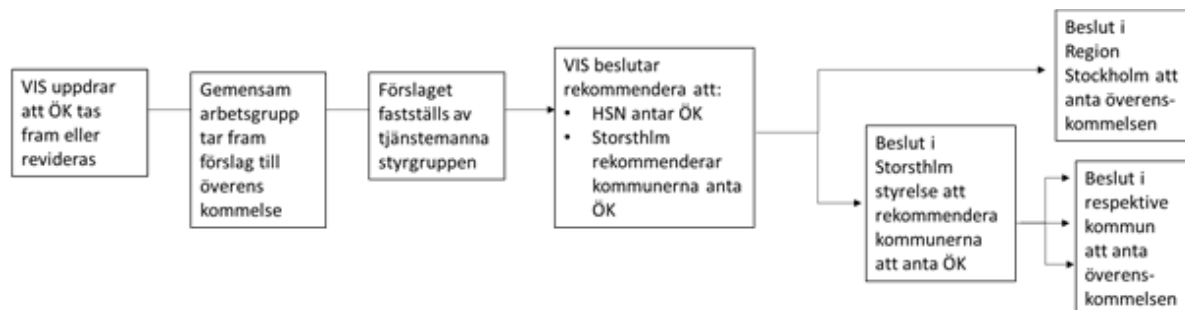 VIS uppdrar
att ÖK tas
fram eller
revideras
Gemensam
arbetsgrupp
tar fram
förslag till
överens
kommelse
Förslaget
fastställs av
tjänstemanna
styrgruppen
VIS beslutar
rekommendera att:
• HSN antar ÖK
• Storsthlm
rekommenderar
kommunerna anta
ÖK
Beslut i
Region
Stockholm att
anta överens-
kommelsen
Beslut i
Storsthlm
styrelse att
rekommendera
kommunerna
att anta ÖK
Beslut i
respektive
kommun
att anta
överens-
kommelsen